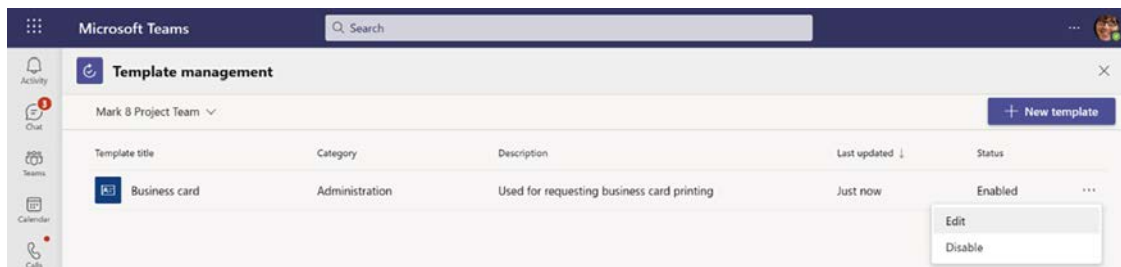 Microsoft Teams
Search
Activity
Template management
3
Chat
Mark 8 Project Team
New template
Teams
Template title Category Description Last updated ↓ Status
Business card Administration Used for requesting business card printing Just now Enabled ...
Calendar
Edit
Disable
Calls